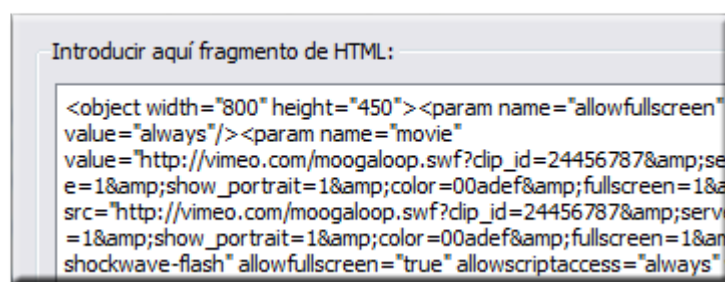 Introducir aquí fragmento de HTML:
<object width="800" height="450"><param name="allowfullscreen"
value="always"/><param name="movie"
value="http://vimeo.com/moogaloop.swf?clip_id=24456787&amp;se
e=1&amp;show_portrait=1&amp;color=00adef&amp;fullscreen=1&a
src="http://vimeo.com/moogaloop.swf?clip_id=24456787&amp;serv
=1&amp;show_portrait=1&amp;color=00adef&amp;fullscreen=1&am
shockwave-flash" allowfullscreen="true" allowscriptaccess="always"